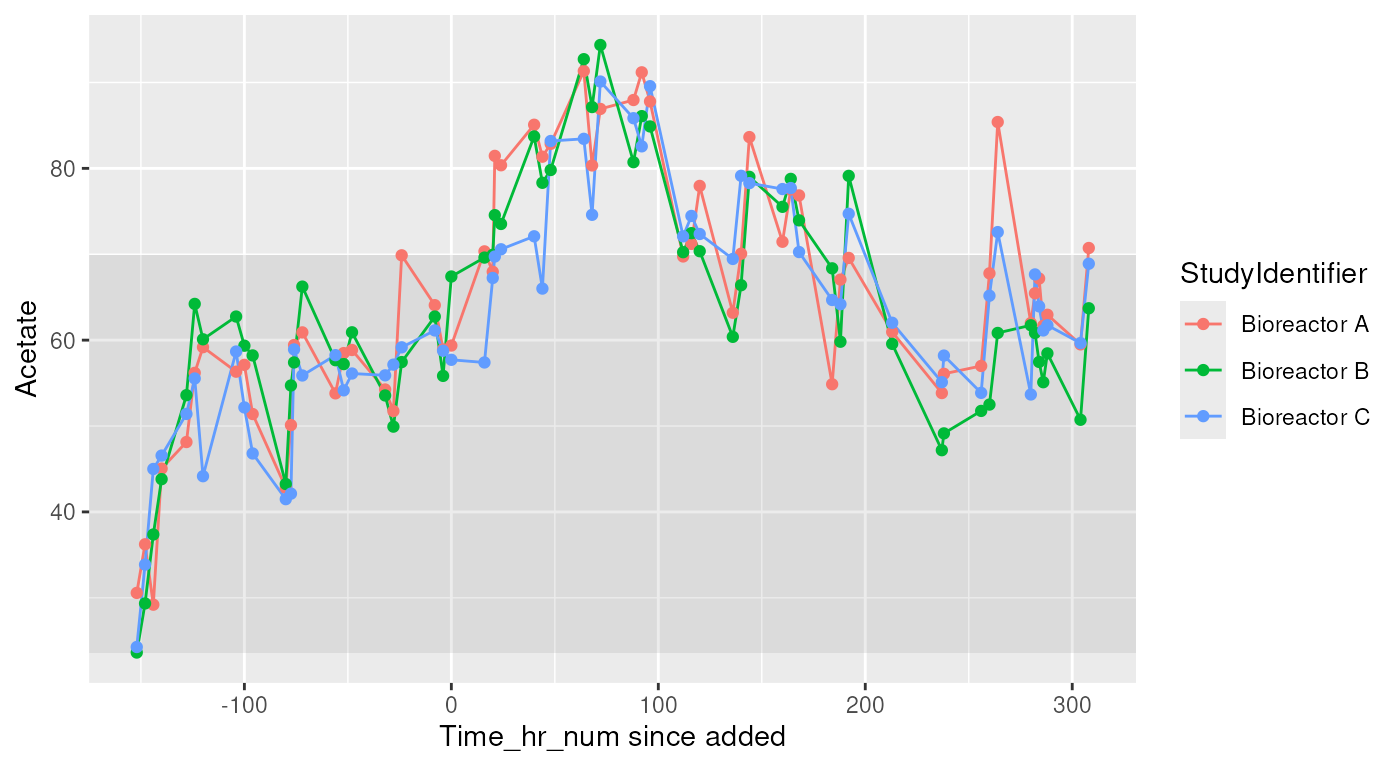 Acetate
80
60
40
-100 0 100 200 300
Time_hr_num since added
StudyIdentifier
Bioreactor A
Bioreactor B
Bioreactor C